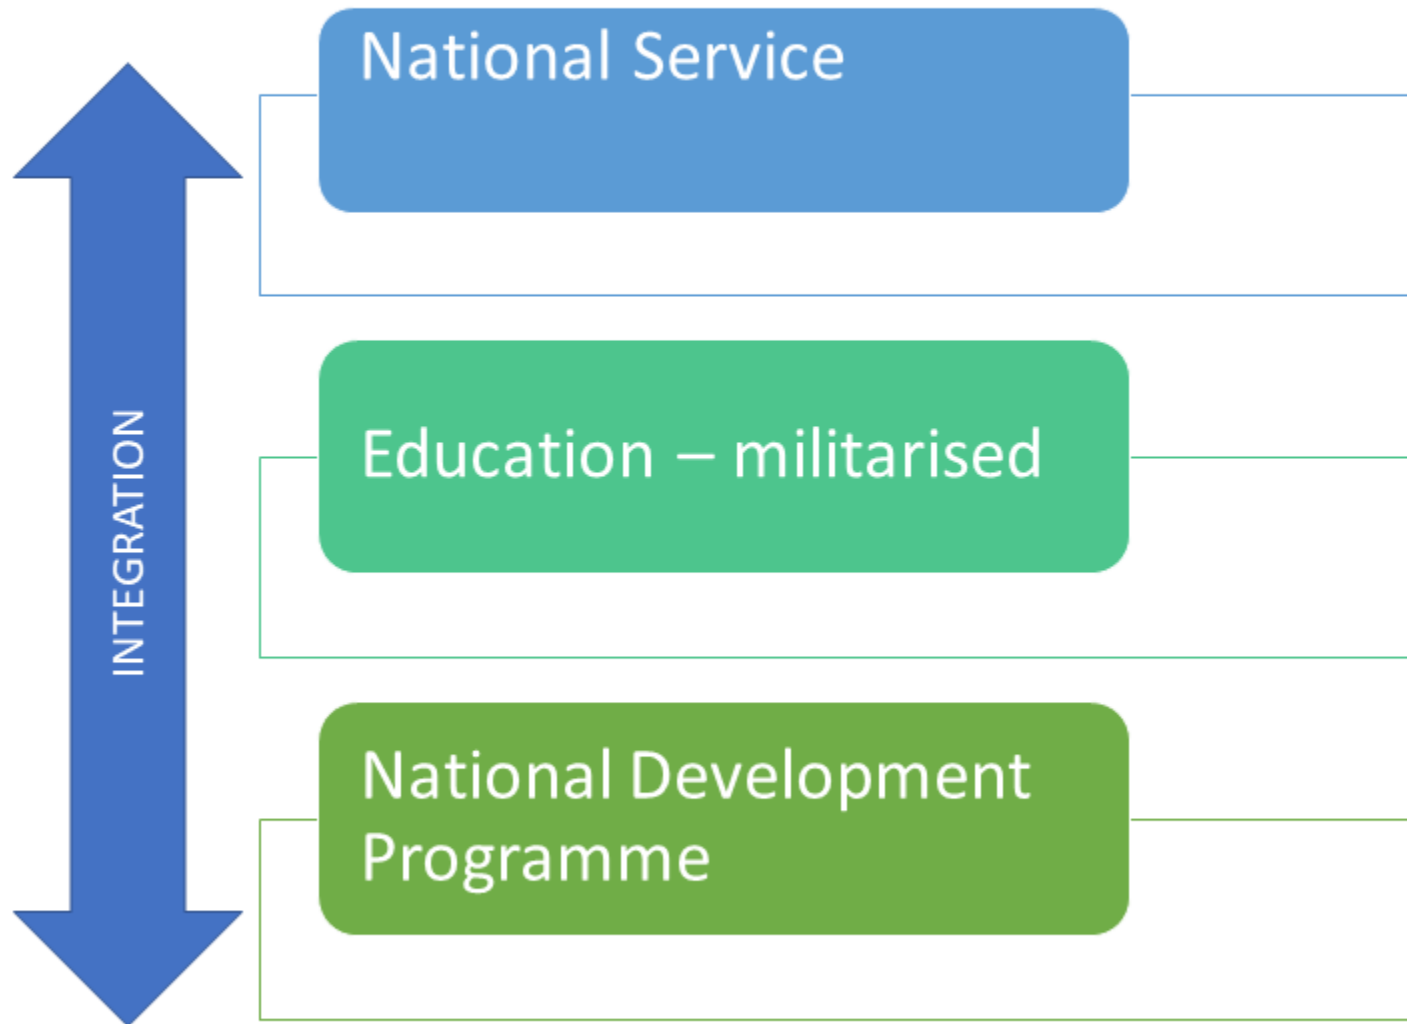 National Service
INTEGRATION
Education – militarised
National Development
Programme